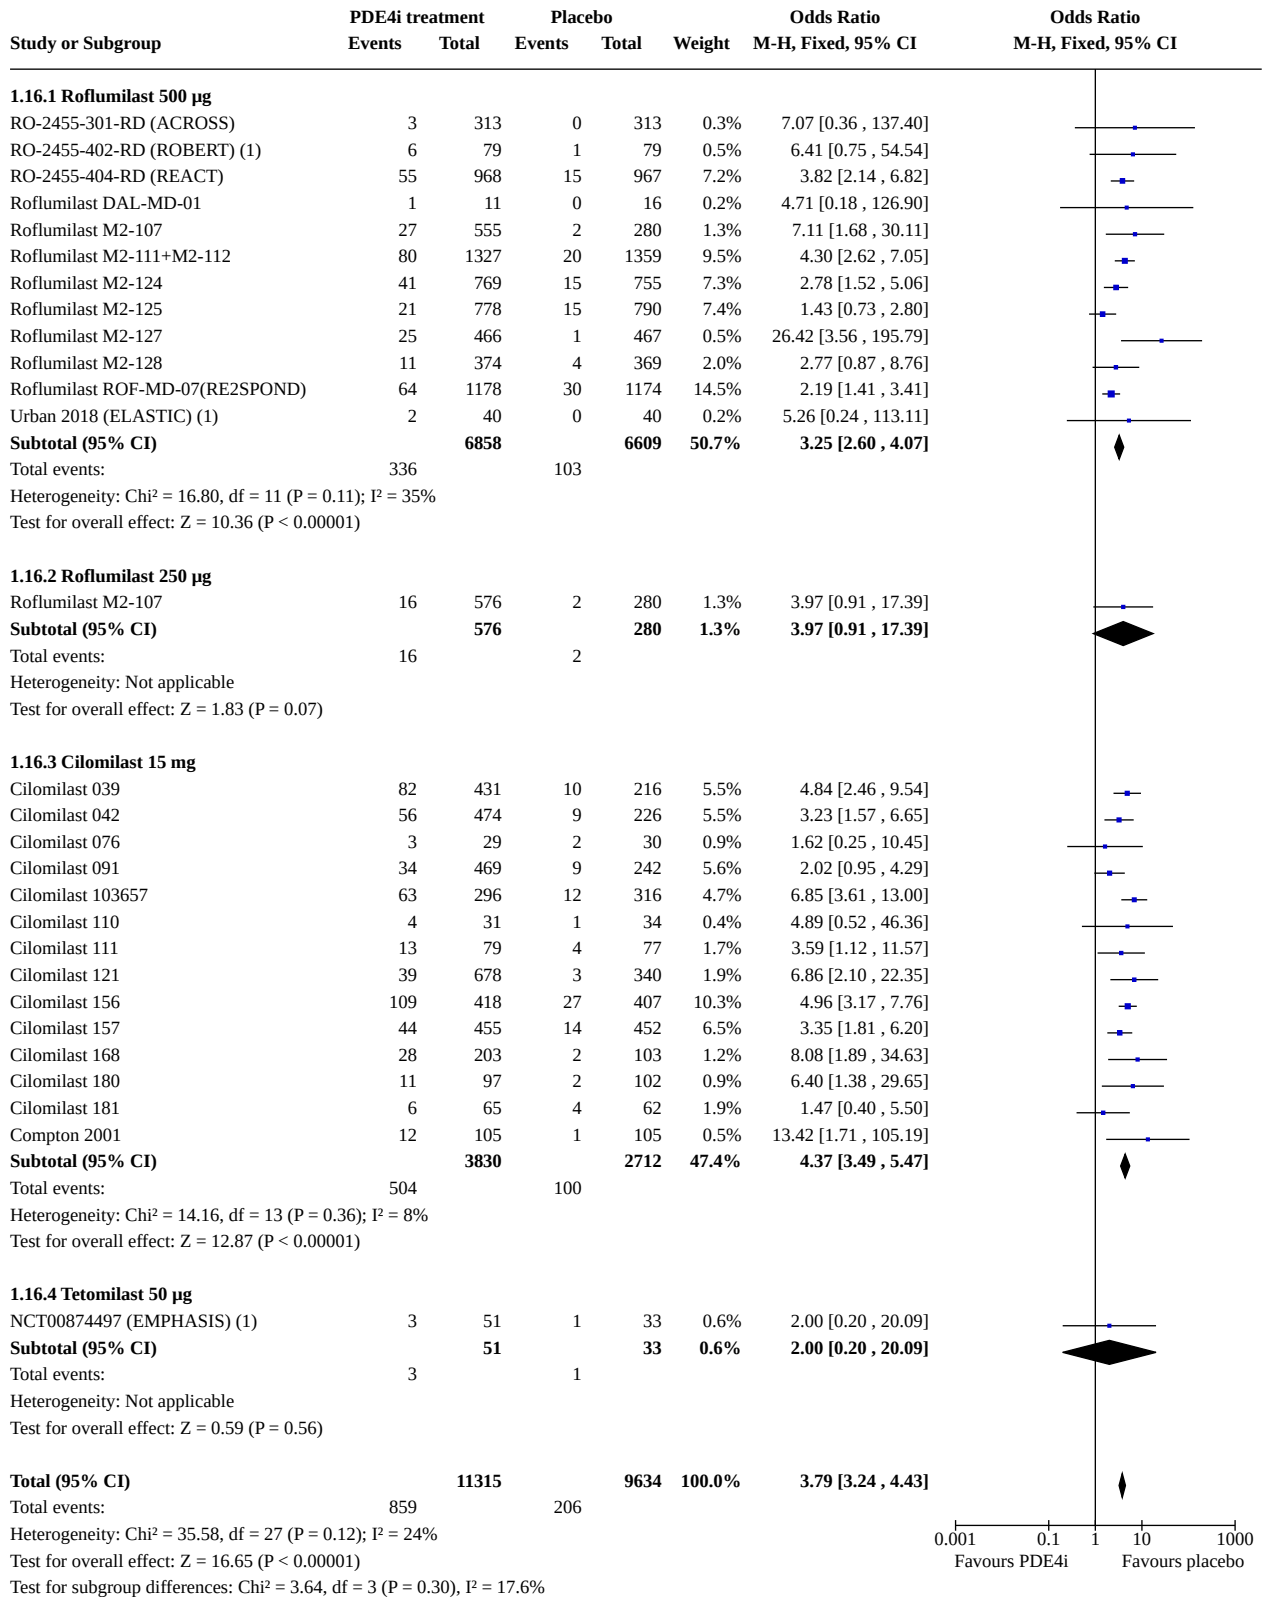 PDE4i treatment Placebo Odds Ratio Odds Ratio
Study or Subgroup Events Total Events Total Weight M-H, Fixed, 95% CI M-H, Fixed, 95% CI
1.16.1 Roflumilast 500 µg
RO-2455-301-RD (ACROSS) 3 313 0 313 0.3% 7.07 [0.36 , 137.40]
RO-2455-402-RD (ROBERT) (1) 6 79 1 79 0.5% 6.41 [0.75 , 54.54]
RO-2455-404-RD (REACT) 55 968 15 967 7.2% 3.82 [2.14 , 6.82]
Roflumilast DAL-MD-01 1 11 0 16 0.2% 4.71 [0.18 , 126.90]
Roflumilast M2-107 27 555 2 280 1.3% 7.11 [1.68 , 30.11]
Roflumilast M2-111+M2-112 80 1327 20 1359 9.5% 4.30 [2.62 , 7.05]
Roflumilast M2-124 41 769 15 755 7.3% 2.78 [1.52 , 5.06]
Roflumilast M2-125 21 778 15 790 7.4% 1.43 [0.73 , 2.80]
Roflumilast M2-127 25 466 1 467 0.5% 26.42 [3.56 , 195.79]
Roflumilast M2-128 11 374 4 369 2.0% 2.77 [0.87 , 8.76]
Roflumilast ROF-MD-07(RE2SPOND) 64 1178 30 1174 14.5% 2.19 [1.41 , 3.41]
Urban 2018 (ELASTIC) (1) 2 40 0 40 0.2% 5.26 [0.24 , 113.11]
Subtotal (95% CI) 6858 6609 50.7% 3.25 [2.60 , 4.07]
Total events: 336 103
Heterogeneity: Chi² = 16.80, df = 11 (P = 0.11); I² = 35%
Test for overall effect: Z = 10.36 (P < 0.00001)
1.16.2 Roflumilast 250 µg
Roflumilast M2-107 16 576 2 280 1.3% 3.97 [0.91 , 17.39]
Subtotal (95% CI) 576 280 1.3% 3.97 [0.91 , 17.39]
Total events: 16 2
Heterogeneity: Not applicable
Test for overall effect: Z = 1.83 (P = 0.07)
1.16.3 Cilomilast 15 mg
Cilomilast 039 82 431 10 216 5.5% 4.84 [2.46 , 9.54]
Cilomilast 042 56 474 9 226 5.5% 3.23 [1.57 , 6.65]
Cilomilast 076 3 29 2 30 0.9% 1.62 [0.25 , 10.45]
Cilomilast 091 34 469 9 242 5.6% 2.02 [0.95 , 4.29]
Cilomilast 103657 63 296 12 316 4.7% 6.85 [3.61 , 13.00]
Cilomilast 110 4 31 1 34 0.4% 4.89 [0.52 , 46.36]
Cilomilast 111 13 79 4 77 1.7% 3.59 [1.12 , 11.57]
Cilomilast 121 39 678 3 340 1.9% 6.86 [2.10 , 22.35]
Cilomilast 156 109 418 27 407 10.3% 4.96 [3.17 , 7.76]
Cilomilast 157 44 455 14 452 6.5% 3.35 [1.81 , 6.20]
Cilomilast 168 28 203 2 103 1.2% 8.08 [1.89 , 34.63]
Cilomilast 180 11 97 2 102 0.9% 6.40 [1.38 , 29.65]
Cilomilast 181 6 65 4 62 1.9% 1.47 [0.40 , 5.50]
Compton 2001 12 105 1 105 0.5% 13.42 [1.71 , 105.19]
Subtotal (95% CI) 3830 2712 47.4% 4.37 [3.49 , 5.47]
Total events: 504 100
Heterogeneity: Chi² = 14.16, df = 13 (P = 0.36); I² = 8%
Test for overall effect: Z = 12.87 (P < 0.00001)
1.16.4 Tetomilast 50 µg
NCT00874497 (EMPHASIS) (1) 3 51 1 33 0.6% 2.00 [0.20 , 20.09]
Subtotal (95% CI) 51 33 0.6% 2.00 [0.20 , 20.09]
Total events: 3 1
Heterogeneity: Not applicable
Test for overall effect: Z = 0.59 (P = 0.56)
Total (95% CI) 11315 9634 100.0% 3.79 [3.24 , 4.43]
Total events: 859 206
Heterogeneity: Chi² = 35.58, df = 27 (P = 0.12); I² = 24% 0.001 0.1 1 10 1000
Test for overall effect: Z = 16.65 (P < 0.00001) Favours PDE4i Favours placebo
Test for subgroup differences: Chi² = 3.64, df = 3 (P = 0.30), I² = 17.6%